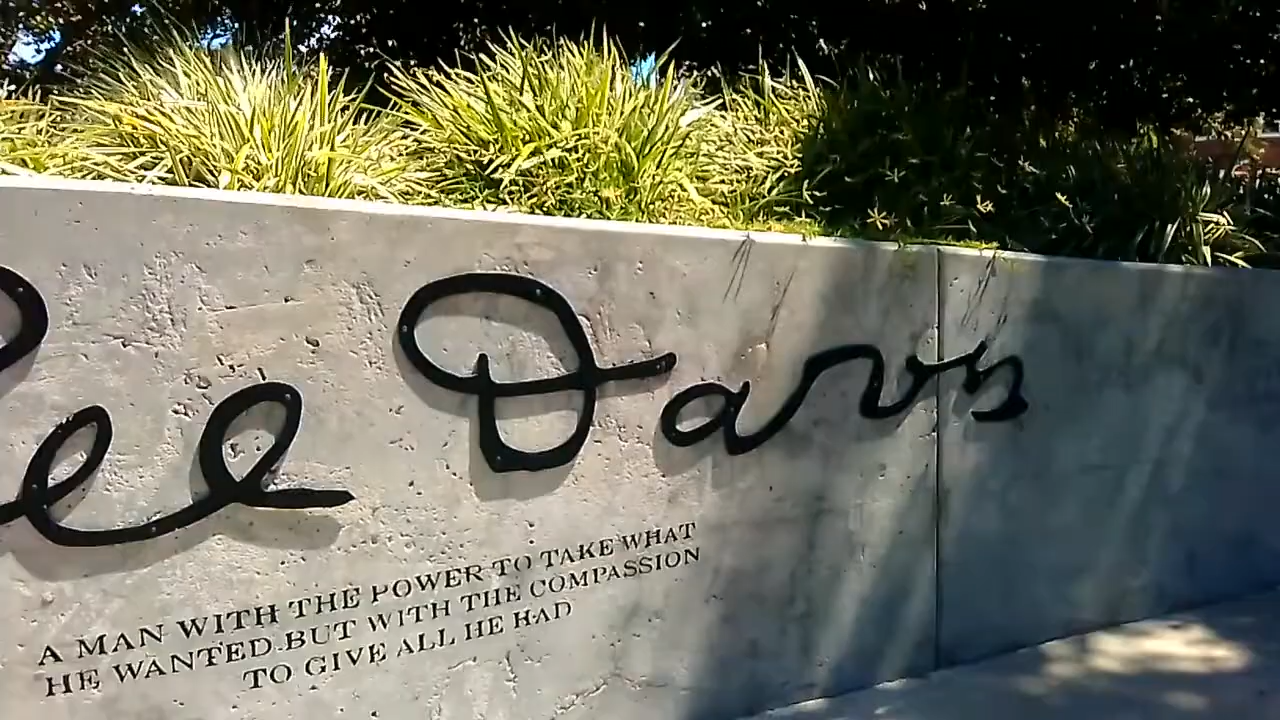 ee Davis
A MAN WITH THE POWER TO TAKE WHAT
HE WANTED BUT WITH THE COMPASSION
TO GIVE ALL HE HAD